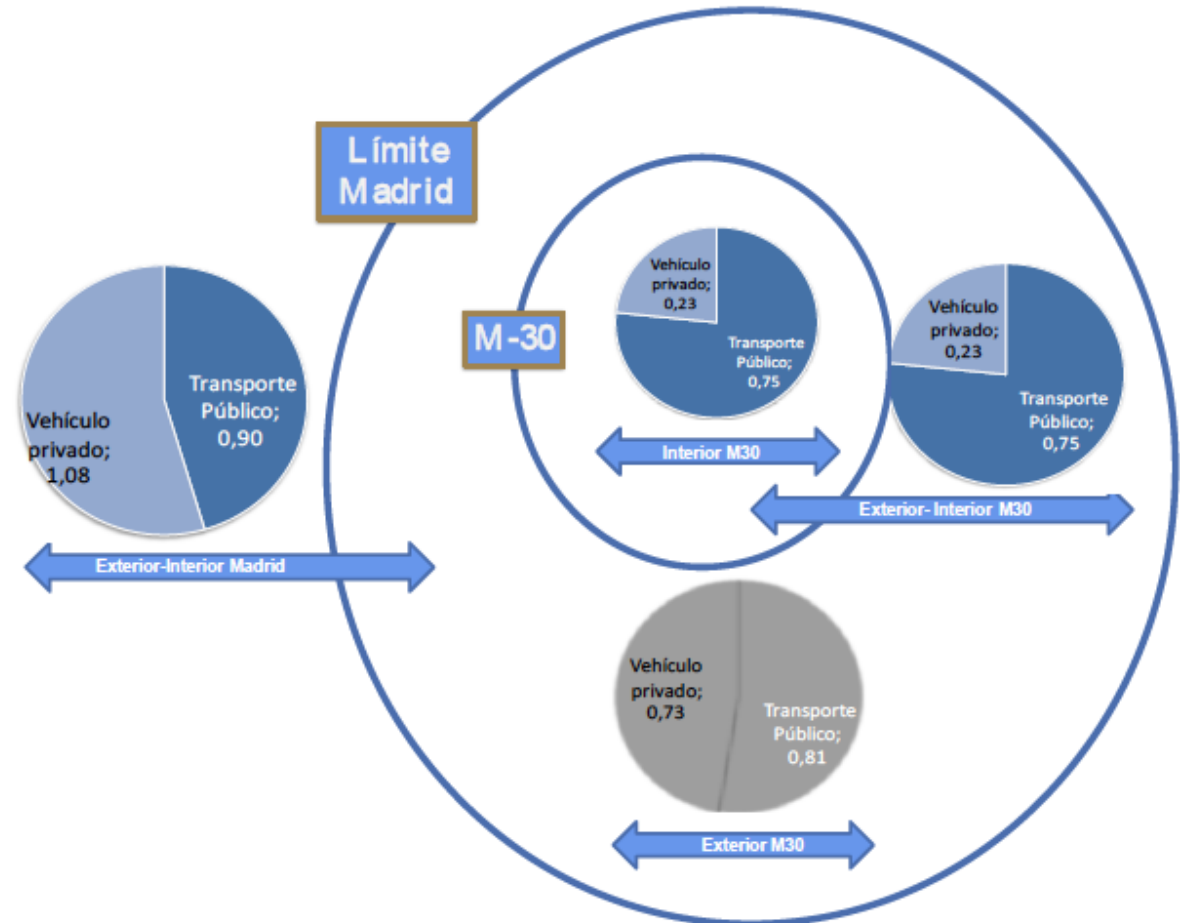 Límite
Madrid
M-30
Vehículo
privado;
0,23
Transporte
Público;
0,75
Interior M30
Vehículo
privado;
0,23
Transporte
Público;
0,75
Exterior- Interior M30
Transporte
Público;
0,90
Vehículo
privado;
1,08
Exterior-Interior Madrid
Vehículo
privado;
0,73
Transporte
Público;
0,81
Exterior M30